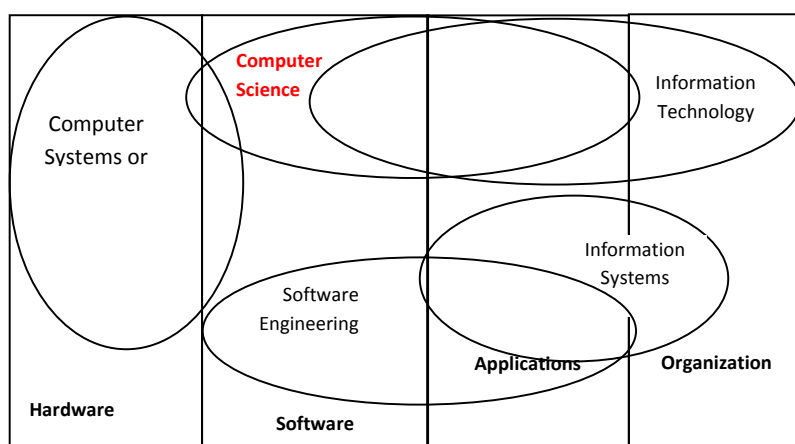 Computer
Science
Information
Technology
Computer
Systems or
Information
Systems
Software
Engineering
Applications
Organization
Hardware
Software